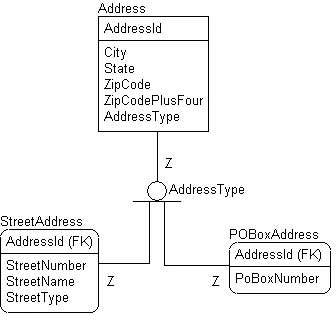 Address
AddressId
City
State
ZipCode
ZipCodePlusFour
AddressType
Z
AddressType
StreetAddress
AddressId (FK)
StreetNumber
StreetName
StreetType
Z
POBoxAddress
AddressId (FK)
PoBoxNumber
Z